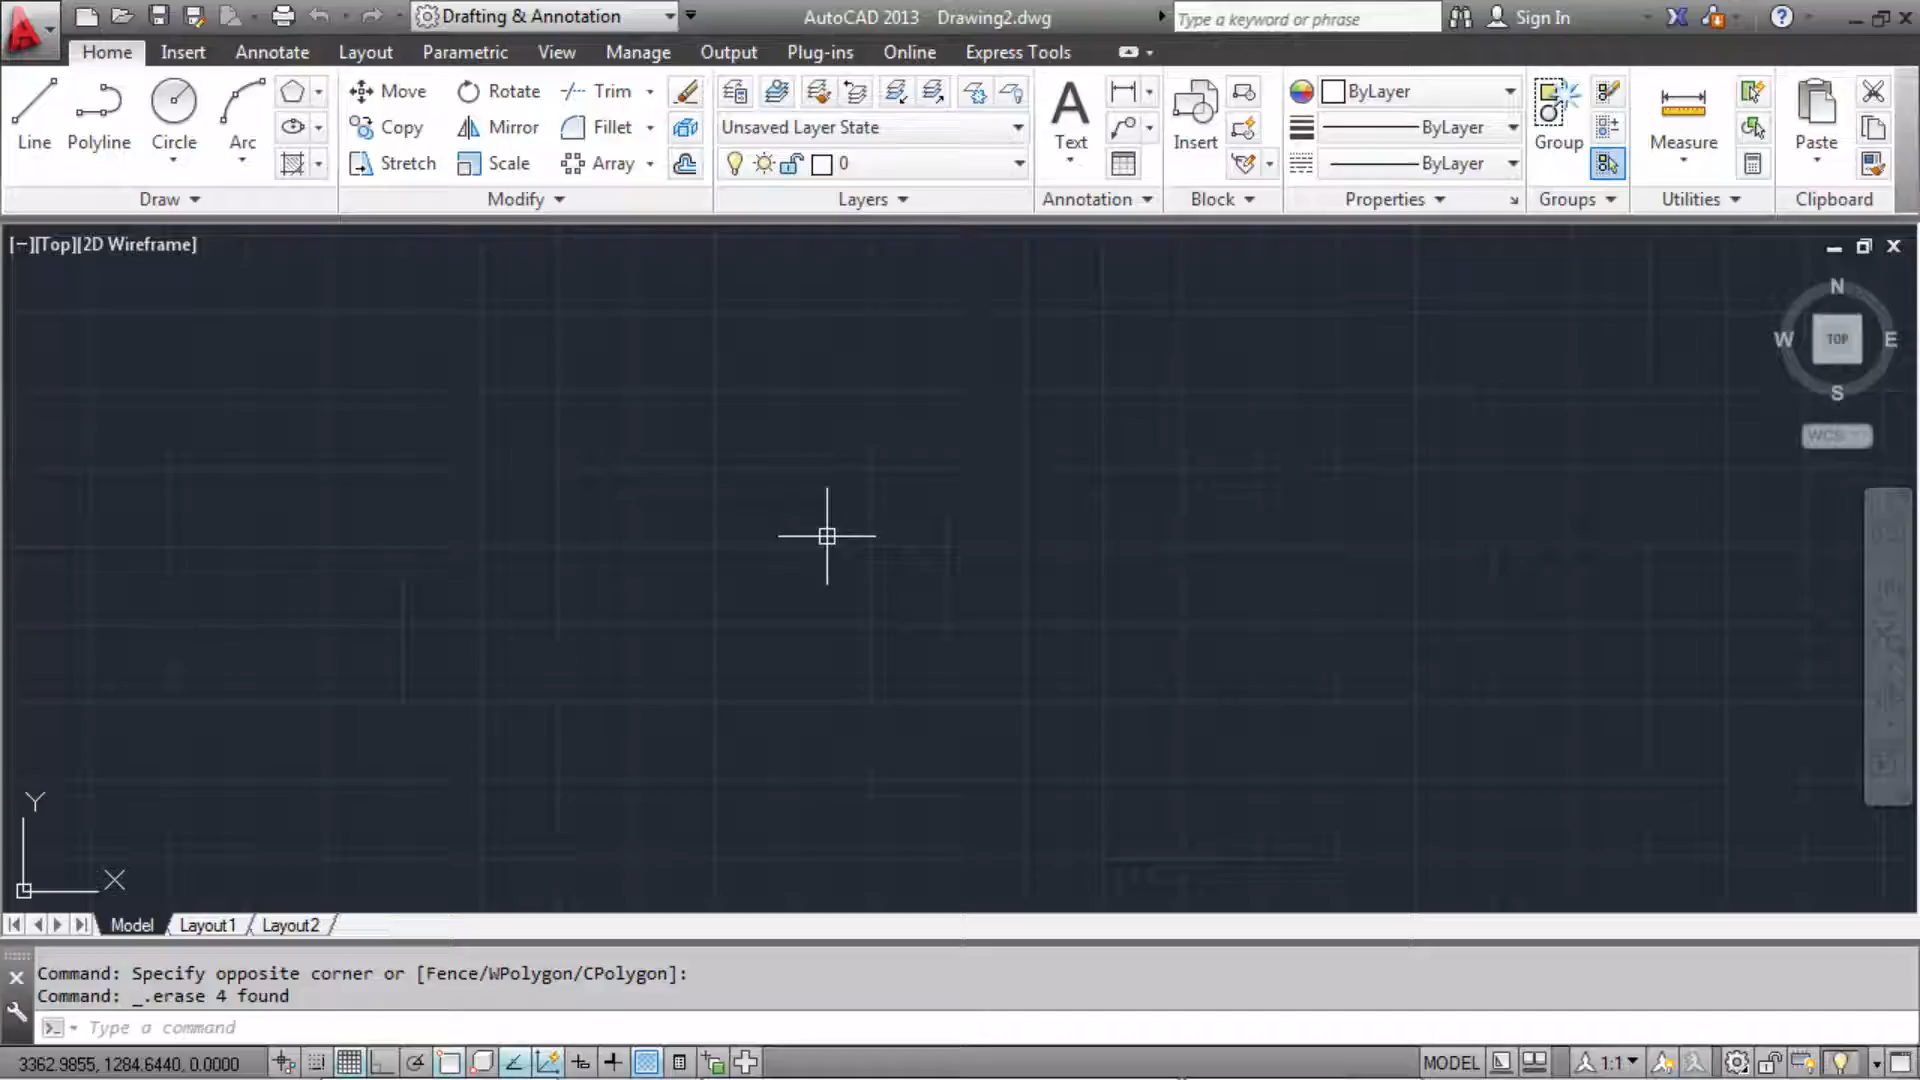 Drafting & Annotation
AutoCAD 2013 Drawing2.dwg
Type a keyword or phrase
Sign In
Home Insert Annotate Layout Parametric View Manage Output Plug-ins Online Express Tools
Line Polyline Circle Arc
Move Rotate Trim
Copy Mirror Fillet
Stretch Scale Array
Unsaved Layer State
0
Text
Insert
ByLayer
ByLayer
ByLayer
Group
Measure
Paste
Draw Modify Layers Annotation Block Properties Groups Utilities Clipboard
[−][Top][2D Wireframe]
N
W TOP E
S
WCS
Y
X
Model Layout1 Layout2
Command: Specify opposite corner or [Fence/WPolygon/CPolygon]:
Command: _.erase 4 found
Type a command
3362.9855, 1284.6440, 0.0000
MODEL
1:1